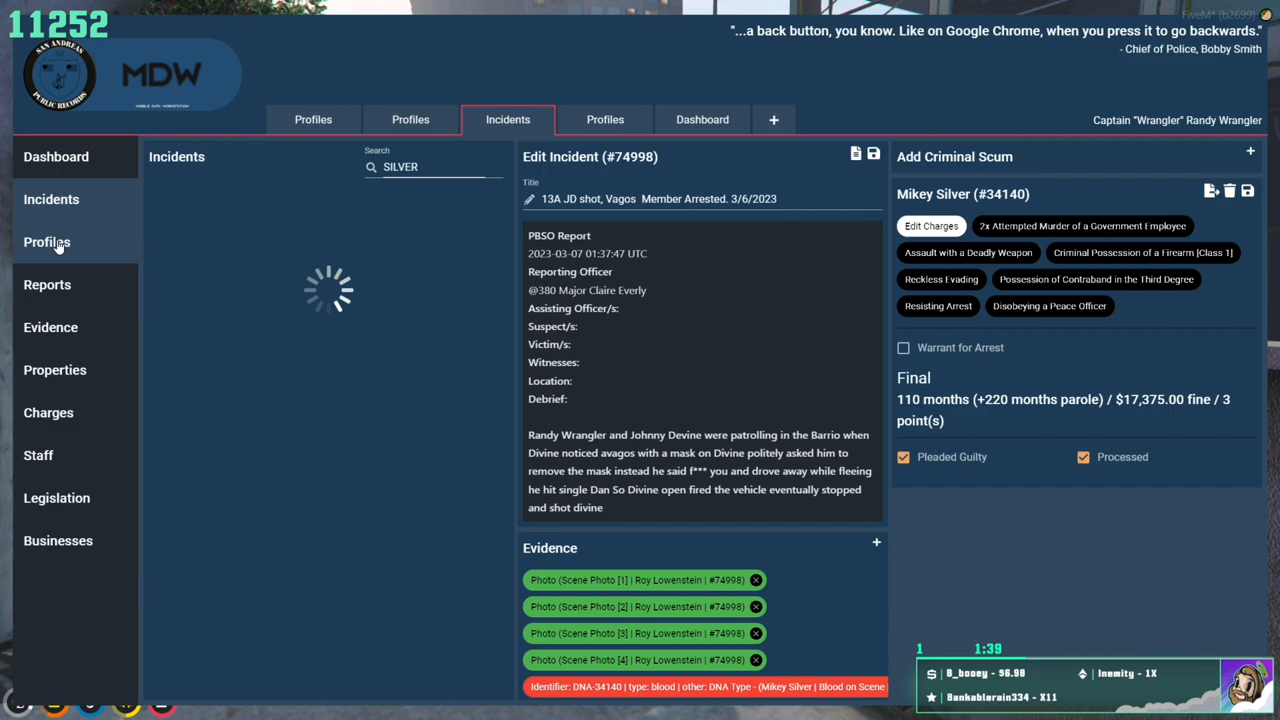 11252
FiveM* (b2699)
"...a back button, you know. Like on Google Chrome, when you press it to go backwards."
- Chief of Police, Bobby Smith
SAN ANDREAS
PUBLIC RECORDS
MDW
MOBILE DATA WORKSTATION
Profiles
Profiles
Incidents
Profiles
Dashboard
+
Captain "Wrangler" Randy Wrangler
Dashboard
Incidents
Profiles
Reports
Evidence
Properties
Charges
Staff
Legislation
Businesses
Incidents
Search
SILVER
Edit Incident (#74998)
Title
13A JD shot, Vagos Member Arrested. 3/6/2023
PBSO Report
2023-03-07 01:37:47 UTC
Reporting Officer
@380 Major Claire Everly
Assisting Officer/s:
Suspect/s:
Victim/s:
Witnesses:
Location:
Debrief:
Randy Wrangler and Johnny Devine were patrolling in the Barrio when
Divine noticed avagos with a mask on Divine politely asked him to
remove the mask instead he said f*** you and drove away while fleeing
he hit single Dan So Divine open fired the vehicle eventually stopped
and shot divine
Evidence
+
Photo (Scene Photo [1] | Roy Lowenstein | #74998)
Photo (Scene Photo [2] | Roy Lowenstein | #74998)
Photo (Scene Photo [3] | Roy Lowenstein | #74998)
Photo (Scene Photo [4] | Roy Lowenstein | #74998)
Identifier: DNA-34140 | type: blood | other: DNA Type - (Mikey Silver | Blood on Scene |
Add Criminal Scum
+
Mikey Silver (#34140)
Edit Charges
2x Attempted Murder of a Government Employee
Assault with a Deadly Weapon
Criminal Possession of a Firearm [Class 1]
Reckless Evading
Possession of Contraband in the Third Degree
Resisting Arrest
Disobeying a Peace Officer
Warrant for Arrest
Final
110 months (+220 months parole) / $17,375.00 fine / 3
point(s)
Pleaded Guilty
Processed
1
1:39
B_booey - $6.98
Inemity - 1X
Bankablerain334 - X11